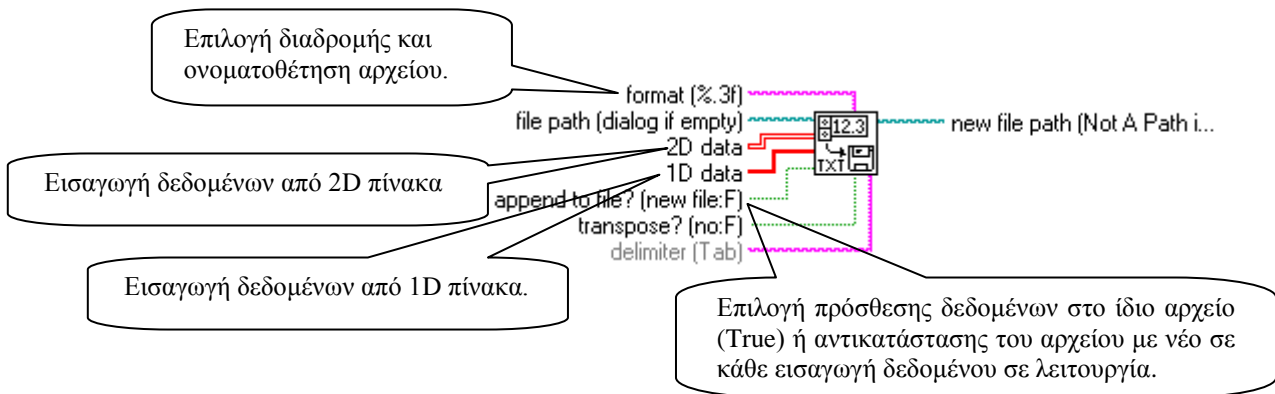 Επιλογή διαδρομής και
ονοματοθέτηση αρχείου.
format (%.3f)
file path (dialog if empty)
2D data
1D data
append to file? (new file:F)
transpose? (no:F)
delimiter (Tab)
12.3
TXT
new file path (Not A Path i...
Εισαγωγή δεδομένων από 2D πίνακα
Εισαγωγή δεδομένων από 1D πίνακα.
Επιλογή πρόσθεσης δεδομένων στο ίδιο αρχείο
(True) ή αντικατάστασης του αρχείου με νέο σε
κάθε εισαγωγή δεδομένου σε λειτουργία.